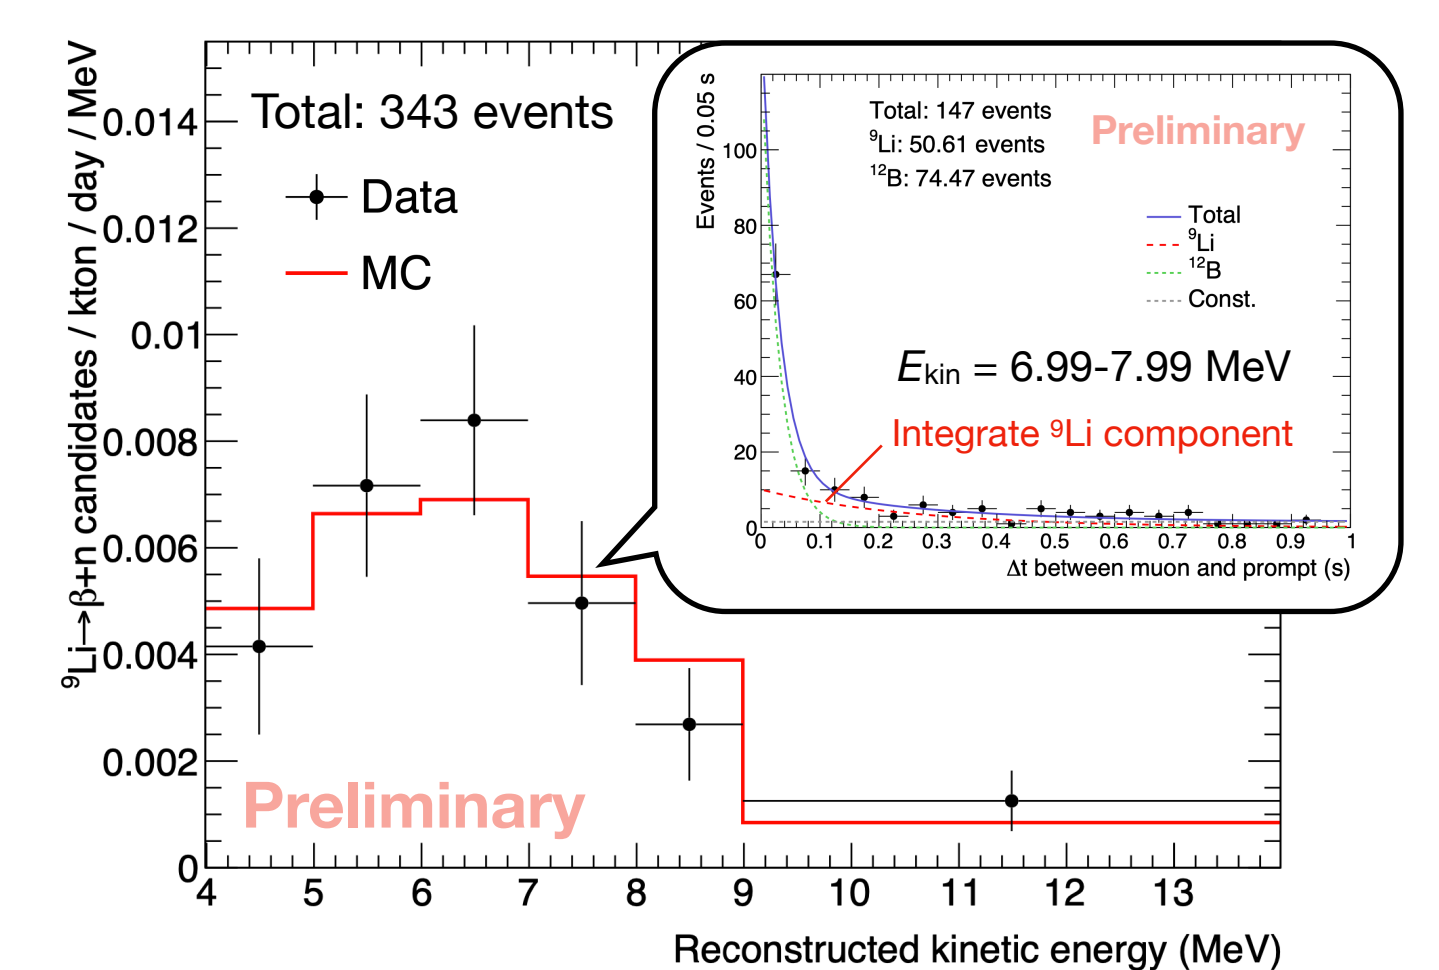 ⁹Li→β+n candidates / kton / day / MeV
0.014
0.012
0.01
0.008
0.006
0.004
0.002
0
4 5 6 7 8 9 10 11 12 13
Reconstructed kinetic energy (MeV)
Total: 343 events
Data
MC
Preliminary
Events / 0.05 s
100
80
60
40
20
0
0 0.1 0.2 0.3 0.4 0.5 0.6 0.7 0.8 0.9 1
Δt between muon and prompt (s)
Total: 147 events
⁹Li: 50.61 events
¹²B: 74.47 events
Preliminary
Total
⁹Li
¹²B
Const.
Ekin = 6.99-7.99 MeV
Integrate ⁹Li component